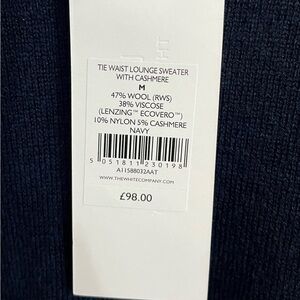 TIE WAIST LOUNGE SWEATER
WITH CASHMERE
M
47% WOOL (RWS)
38% VISCOSE
(LENZING™ ECOVERO™)
10% NYLON 5% CASHMERE
NAVY
5 051811 230198
A11588032AAT
WWW.THEWHITECOMPANY.COM
£98.00